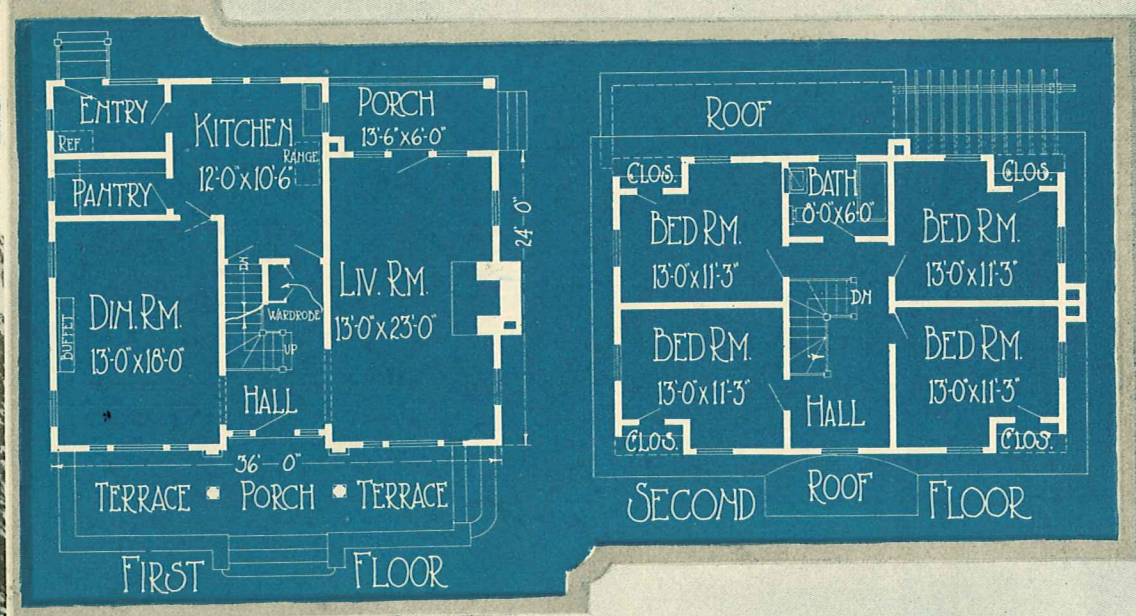 ENTRY
REF.
PANTRY
KITCHEN
12'-0"X10'-6"
RANGE
PORCH
13'-6"X6'-0"
24'-0"
DIN. RM.
13'-0"X18'-0"
BUFFET
DN
WARDROBE
UP
HALL
LIV. RM.
13'-0"X23'-0"
36'-0"
TERRACE
PORCH
TERRACE
FIRST FLOOR
ROOF
CLOS.
BATH
8'-0"X6'-0"
CLOS.
BED RM.
13'-0"X11'-3"
BED RM.
13'-0"X11'-3"
DN
BED RM.
13'-0"X11'-3"
HALL
BED RM.
13'-0"X11'-3"
CLOS.
CLOS.
ROOF
SECOND FLOOR